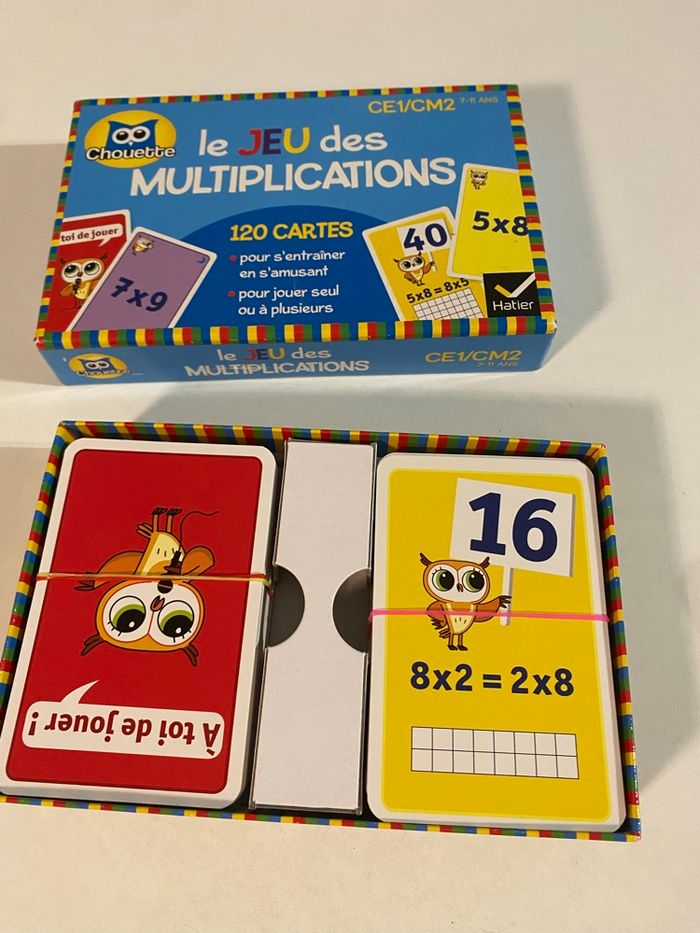 CE1/CM2 7-11 ANS
Chouette
le JEU des
MULTIPLICATIONS
120 CARTES
• pour s'entraîner
en s'amusant
• pour jouer seul
ou à plusieurs
toi de jouer
7x9
40
5x8 = 8x5
5x8
Hatier
Chouette
le JEU des
MULTIPLICATIONS
CE1/CM2
7-11 ANS
À toi de jouer !
16
8x2 = 2x8